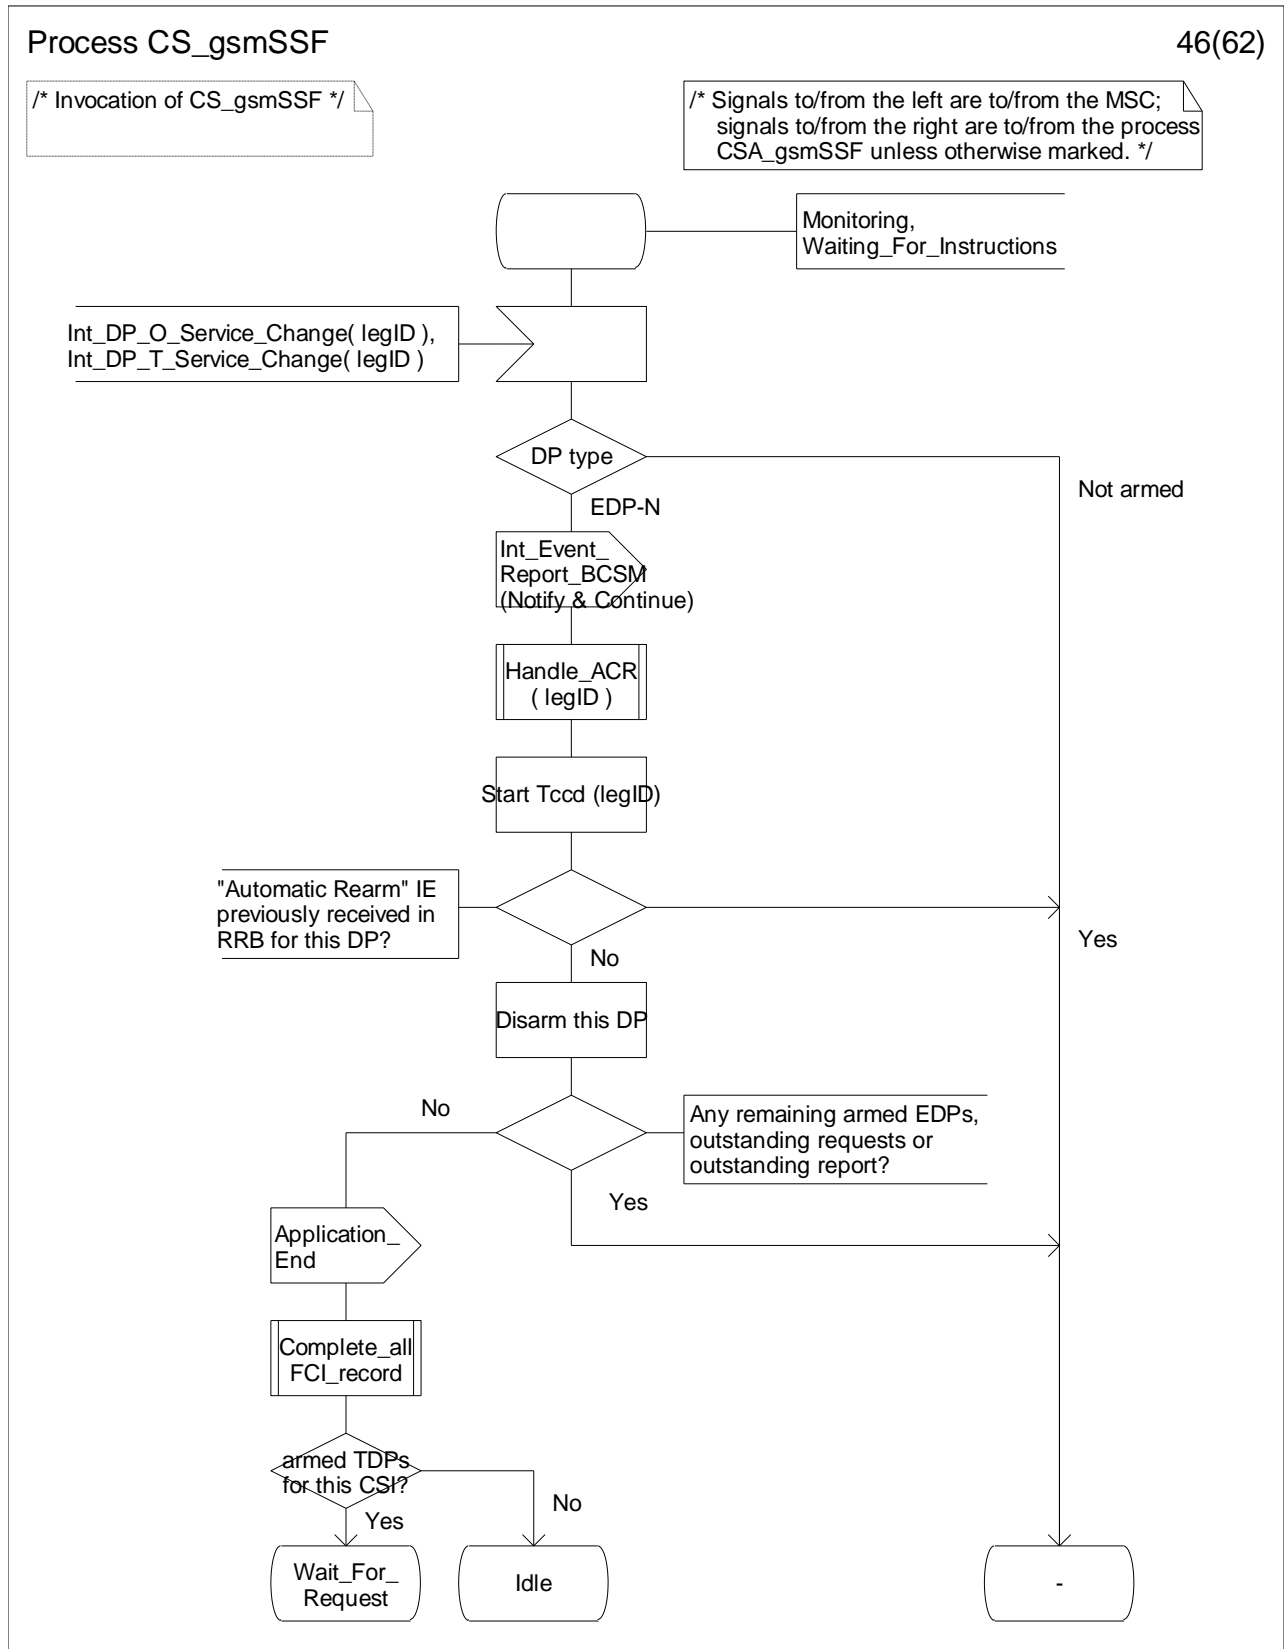 Process CS_gsmSSF
46(62)
/* Invocation of CS_gsmSSF */
/* Signals to/from the left are to/from the MSC;
signals to/from the right are to/from the process
CSA_gsmSSF unless otherwise marked. */
Monitoring,
Waiting_For_Instructions
Int_DP_O_Service_Change( legID ),
Int_DP_T_Service_Change( legID )
DP type
Not armed
EDP-N
Int_Event_
Report_BCSM
(Notify & Continue)
Handle_ACR
( legID )
Start Tccd (legID)
"Automatic Rearm" IE
previously received in
RRB for this DP?
Yes
No
Disarm this DP
No
Any remaining armed EDPs,
outstanding requests or
outstanding report?
Yes
Application_
End
Complete_all
FCI_record
armed TDPs
for this CSI?
No
Yes
Wait_For_
Request
Idle
-